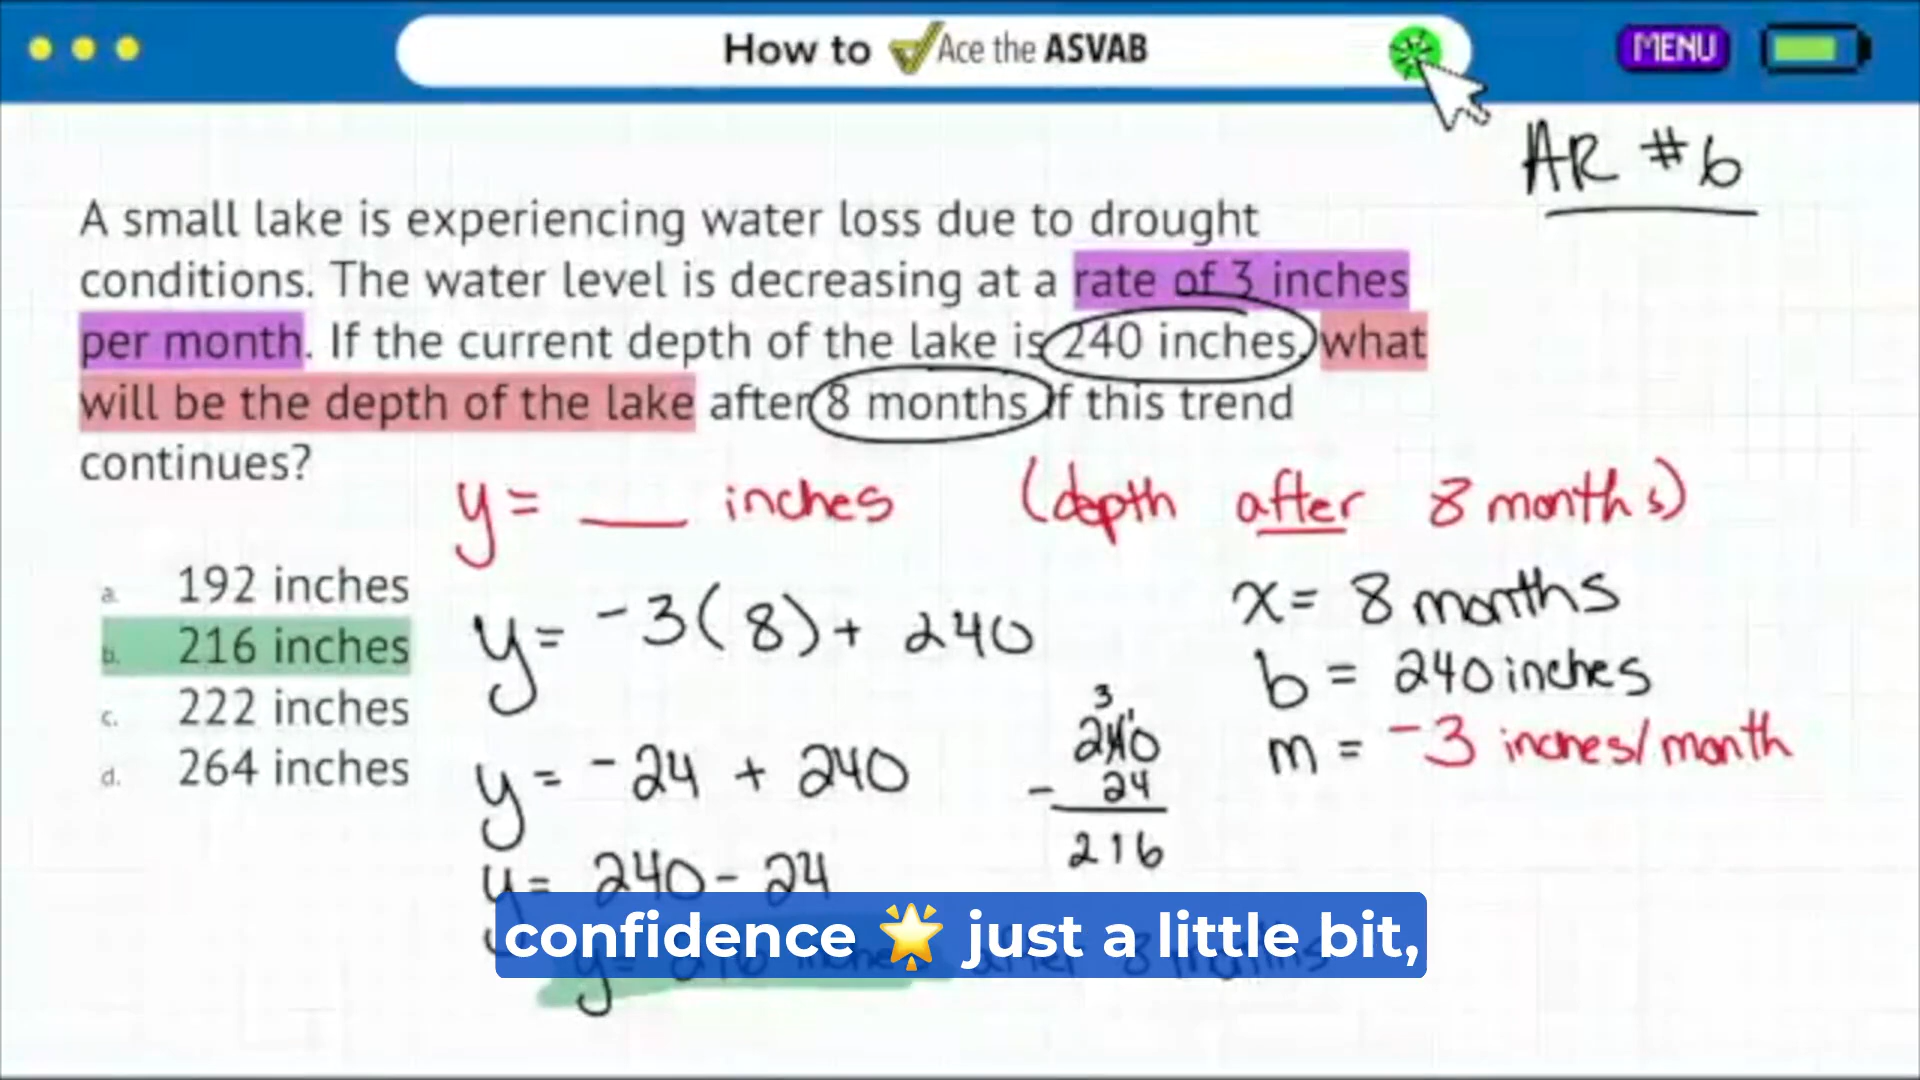 How to Ace the ASVAB
MENU
AR #6
A small lake is experiencing water loss due to drought
conditions. The water level is decreasing at a rate of 3 inches
per month. If the current depth of the lake is 240 inches, what
will be the depth of the lake after 8 months if this trend
continues?
y = ___ inches (depth after 8 months)
a. 192 inches
b. 216 inches
c. 222 inches
d. 264 inches
y = -3(8) + 240
y = -24 + 240
y = 240 - 24
3
240
- 24
216
x = 8 months
b = 240 inches
m = -3 inches/month
confidence 🌟 just a little bit,